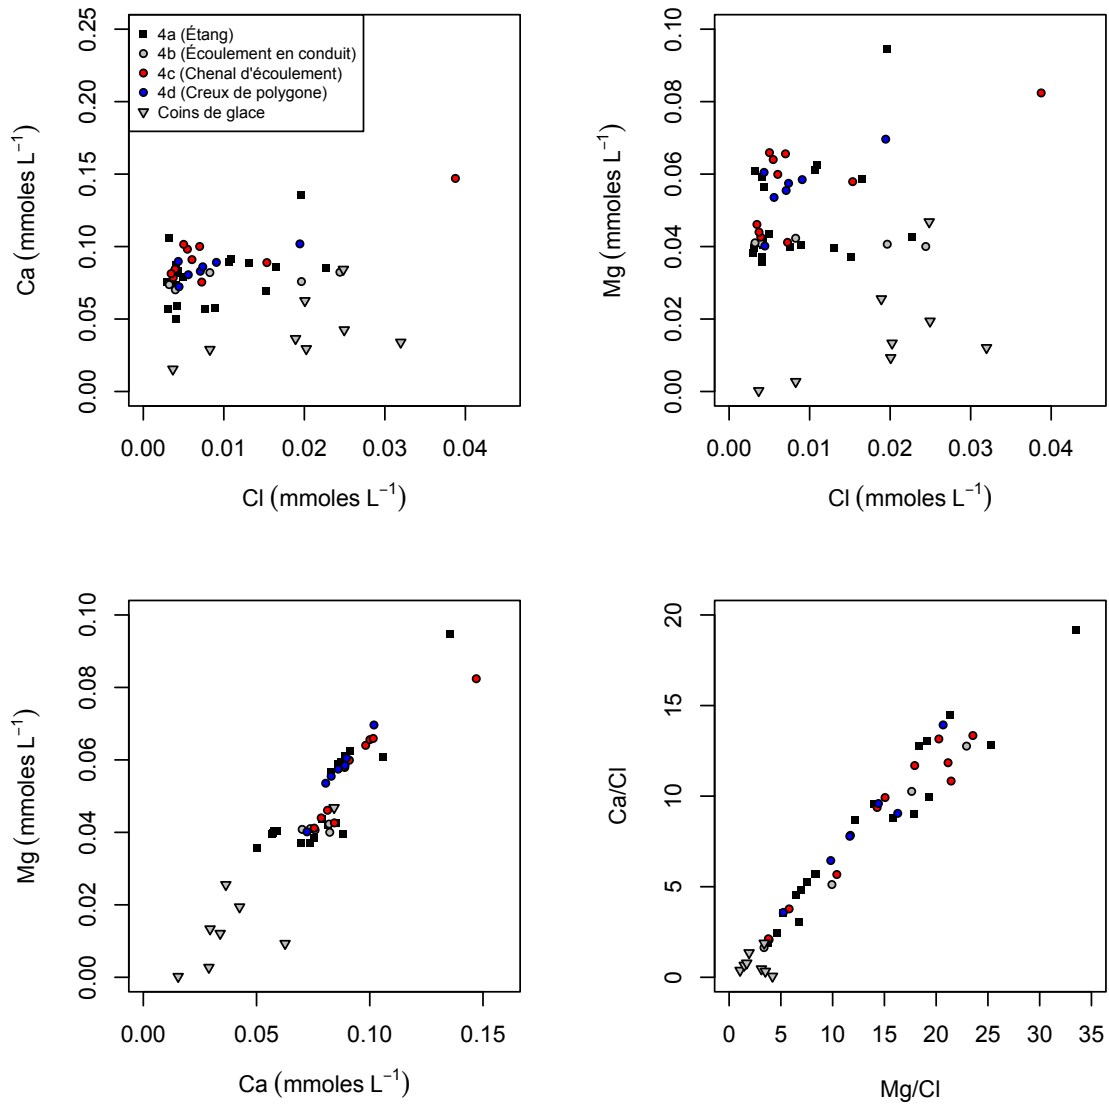 0.00 0.05 0.10 0.15 0.20 0.25
Ca (mmoles L⁻¹)
4a (Étang)
4b (Écoulement en conduit)
4c (Chenal d'écoulement)
4d (Creux de polygone)
Coins de glace
0.00 0.01 0.02 0.03 0.04
Cl (mmoles L⁻¹)
0.00 0.02 0.04 0.06 0.08 0.10
Mg (mmoles L⁻¹)
0.00 0.01 0.02 0.03 0.04
Cl (mmoles L⁻¹)
0.00 0.02 0.04 0.06 0.08 0.10
Mg (mmoles L⁻¹)
0.00 0.05 0.10 0.15
Ca (mmoles L⁻¹)
0 5 10 15 20
Ca/Cl
0 5 10 15 20 25 30 35
Mg/Cl